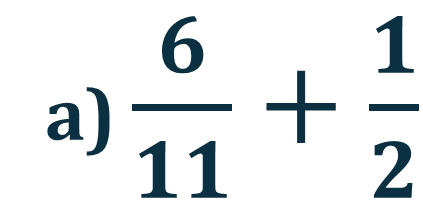 a) 6/11 + 1/2